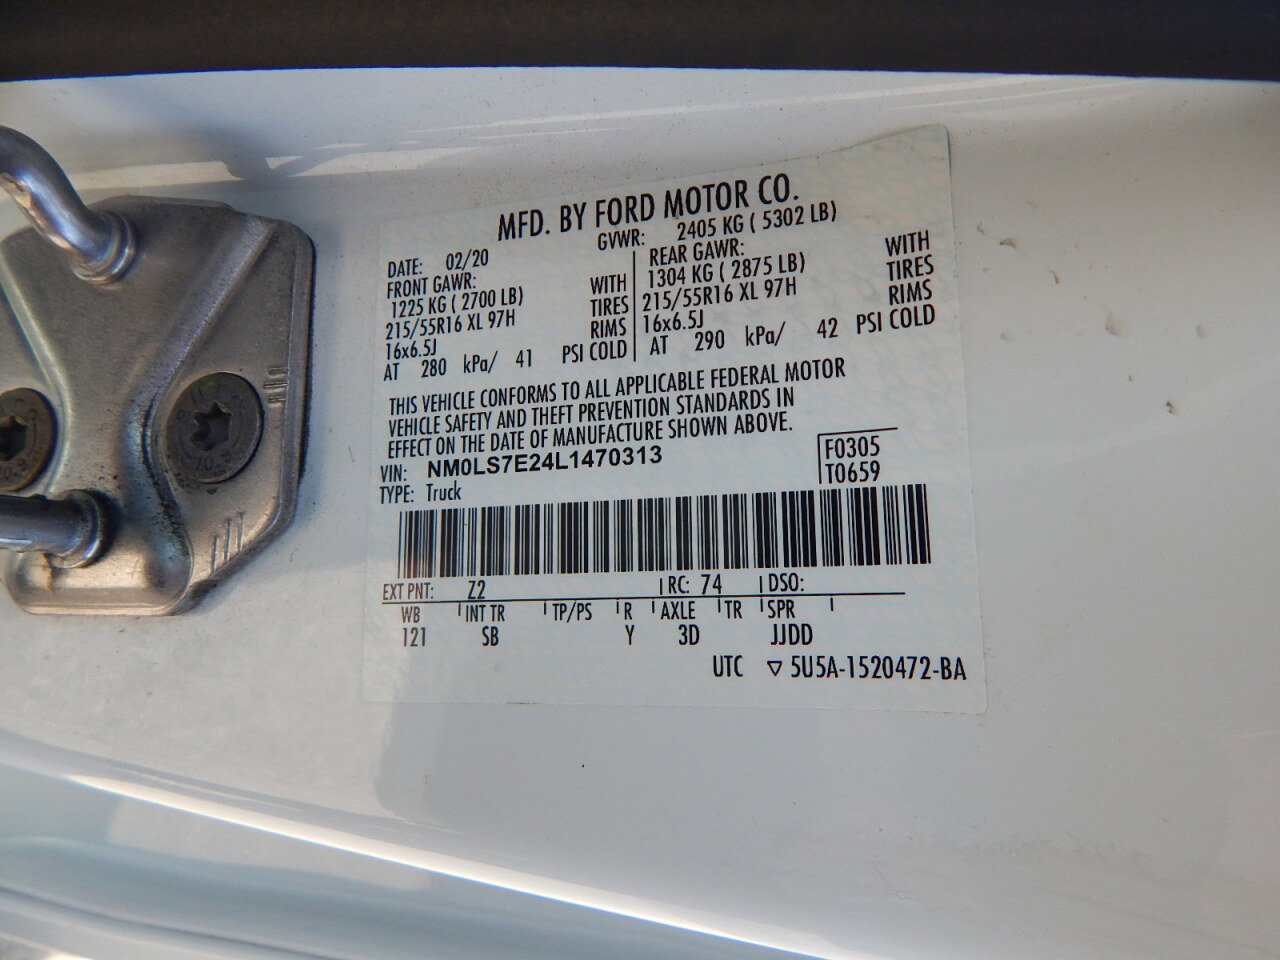 MFD. BY FORD MOTOR CO.
DATE: 02/20 GVWR: 2405 KG ( 5302 LB)
FRONT GAWR: REAR GAWR:
1225 KG ( 2700 LB) WITH 1304 KG ( 2875 LB) WITH
215/55R16 XL 97H TIRES 215/55R16 XL 97H TIRES
16x6.5J RIMS 16x6.5J RIMS
AT 280 kPa/ 41 PSI COLD AT 290 kPa/ 42 PSI COLD
THIS VEHICLE CONFORMS TO ALL APPLICABLE FEDERAL MOTOR
VEHICLE SAFETY AND THEFT PREVENTION STANDARDS IN
EFFECT ON THE DATE OF MANUFACTURE SHOWN ABOVE.
VIN: NM0LS7E24L1470313 F0305
TYPE: Truck T0659
EXT PNT: Z2 RC: 74 DSO:
WB INT TR TP/PS R AXLE TR SPR
121 SB Y 3D JJDD
UTC ▽ 5U5A-1520472-BA
10.9